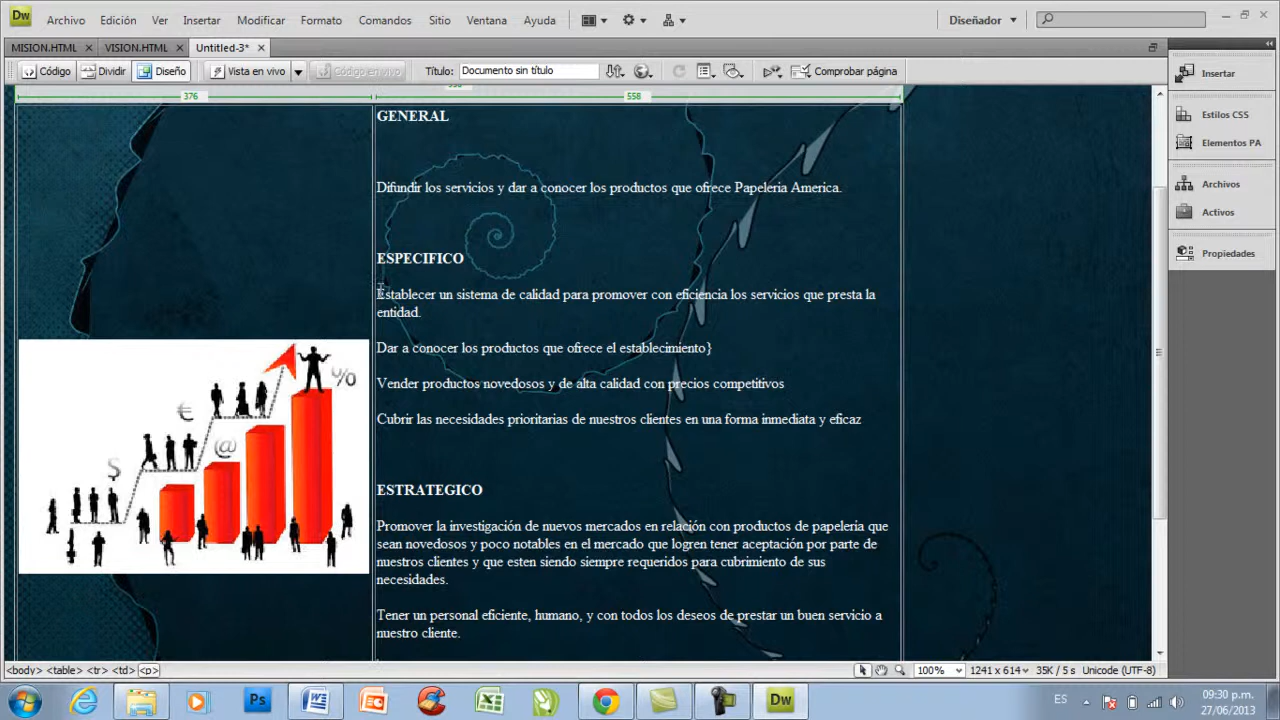 Dw Archivo Edición Ver Insertar Modificar Formato Comandos Sitio Ventana Ayuda Diseñador
MISION.HTML VISION.HTML Untitled-3*
Código Dividir Diseño Vista en vivo Código en vivo Título: Documento sin título Comprobar página
376 558
GENERAL
Difundir los servicios y dar a conocer los productos que ofrece Papeleria America.
ESPECIFICO
Establecer un sistema de calidad para promover con eficiencia los servicios que presta la
entidad.
Dar a conocer los productos que ofrece el establecimiento}
Vender productos novedosos y de alta calidad con precios competitivos
Cubrir las necesidades prioritarias de nuestros clientes en una forma inmediata y eficaz
ESTRATEGICO
Promover la investigación de nuevos mercados en relación con productos de papelería que
sean novedosos y poco notables en el mercado que logren tener aceptación por parte de
nuestros clientes y que esten siendo siempre requeridos para cubrimiento de sus
necesidades.
Tener un personal eficiente, humano, y con todos los deseos de prestar un buen servicio a
nuestro cliente.
% € @ $
Insertar
Estilos CSS
Elementos PA
Archivos
Activos
Propiedades
<body> <table> <tr> <td> <p> 100% 1241 x 614 35K / 5 s Unicode (UTF-8)
Ps Dw ES 09:30 p.m.
27/06/2013